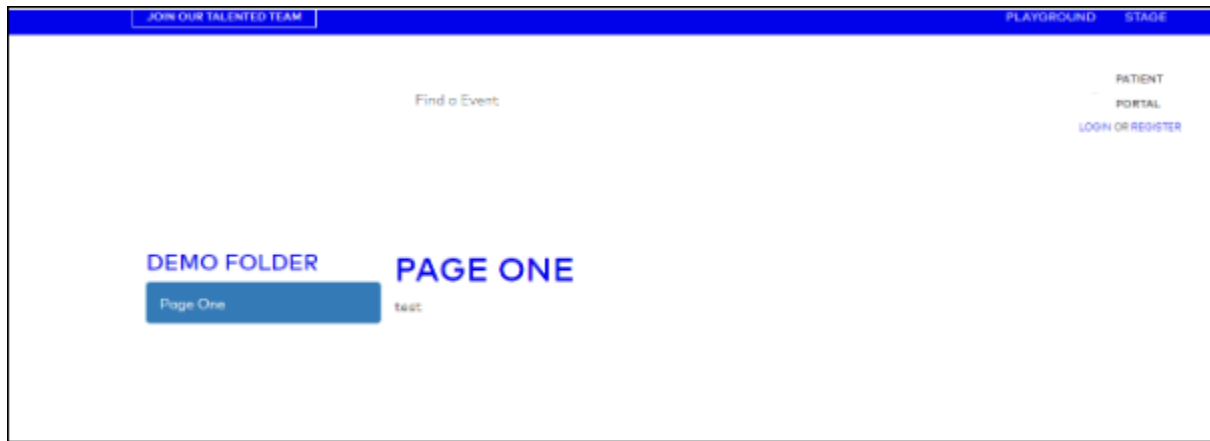 JOIN OUR TALENTED TEAM
PLAYGROUND STAGE
PATIENT
Find a Event
PORTAL
LOGIN OR REGISTER
DEMO FOLDER
PAGE ONE
Page One
test